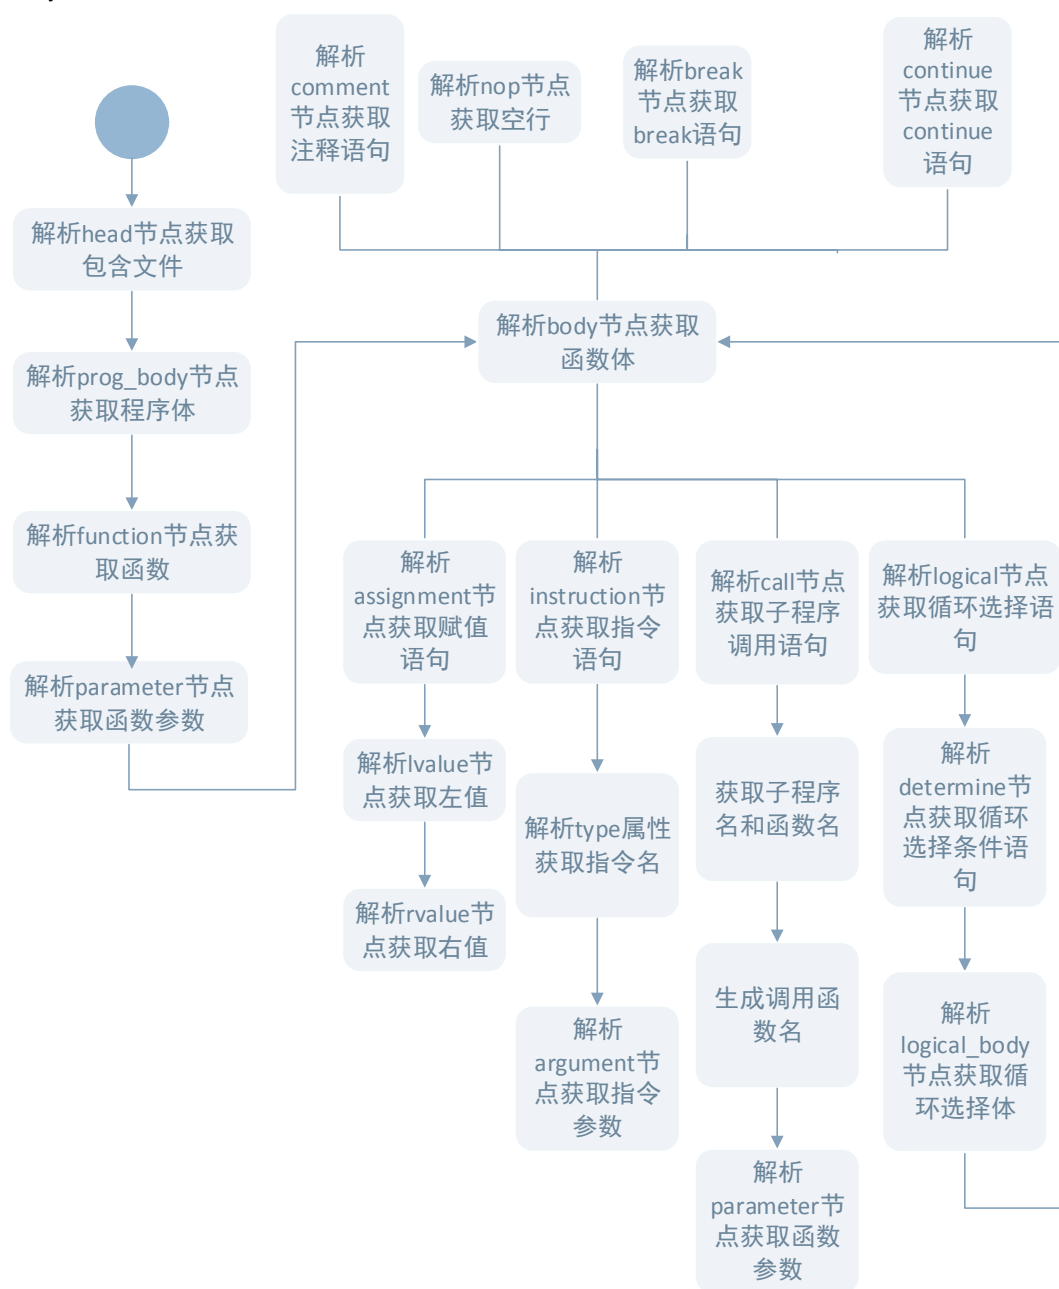 解析
comment
节点获取
注释语句
解析nop节点
获取空行
解析break
节点获取
break语句
解析
continue
节点获取
continue
语句
解析head节点获取
包含文件
解析prog_body节点
获取程序体
解析function节点获
取函数
解析parameter节点
获取函数参数
解析body节点获取
函数体
解析
assignment节
点获取赋值
语句
解析lvalue节
点获取左值
解析rvalue节
点获取右值
解析
instruction节
点获取指令
语句
解析type属性
获取指令名
解析
argument节
点获取指令
参数
解析call节点
获取子程序
调用语句
获取子程序
名和函数名
生成调用函
数名
解析
parameter节
点获取函数
参数
解析logical节点
获取循环选择语
句
解析
determine节
点获取循环
选择条件语
句
解析
logical_body
节点获取循
环选择体